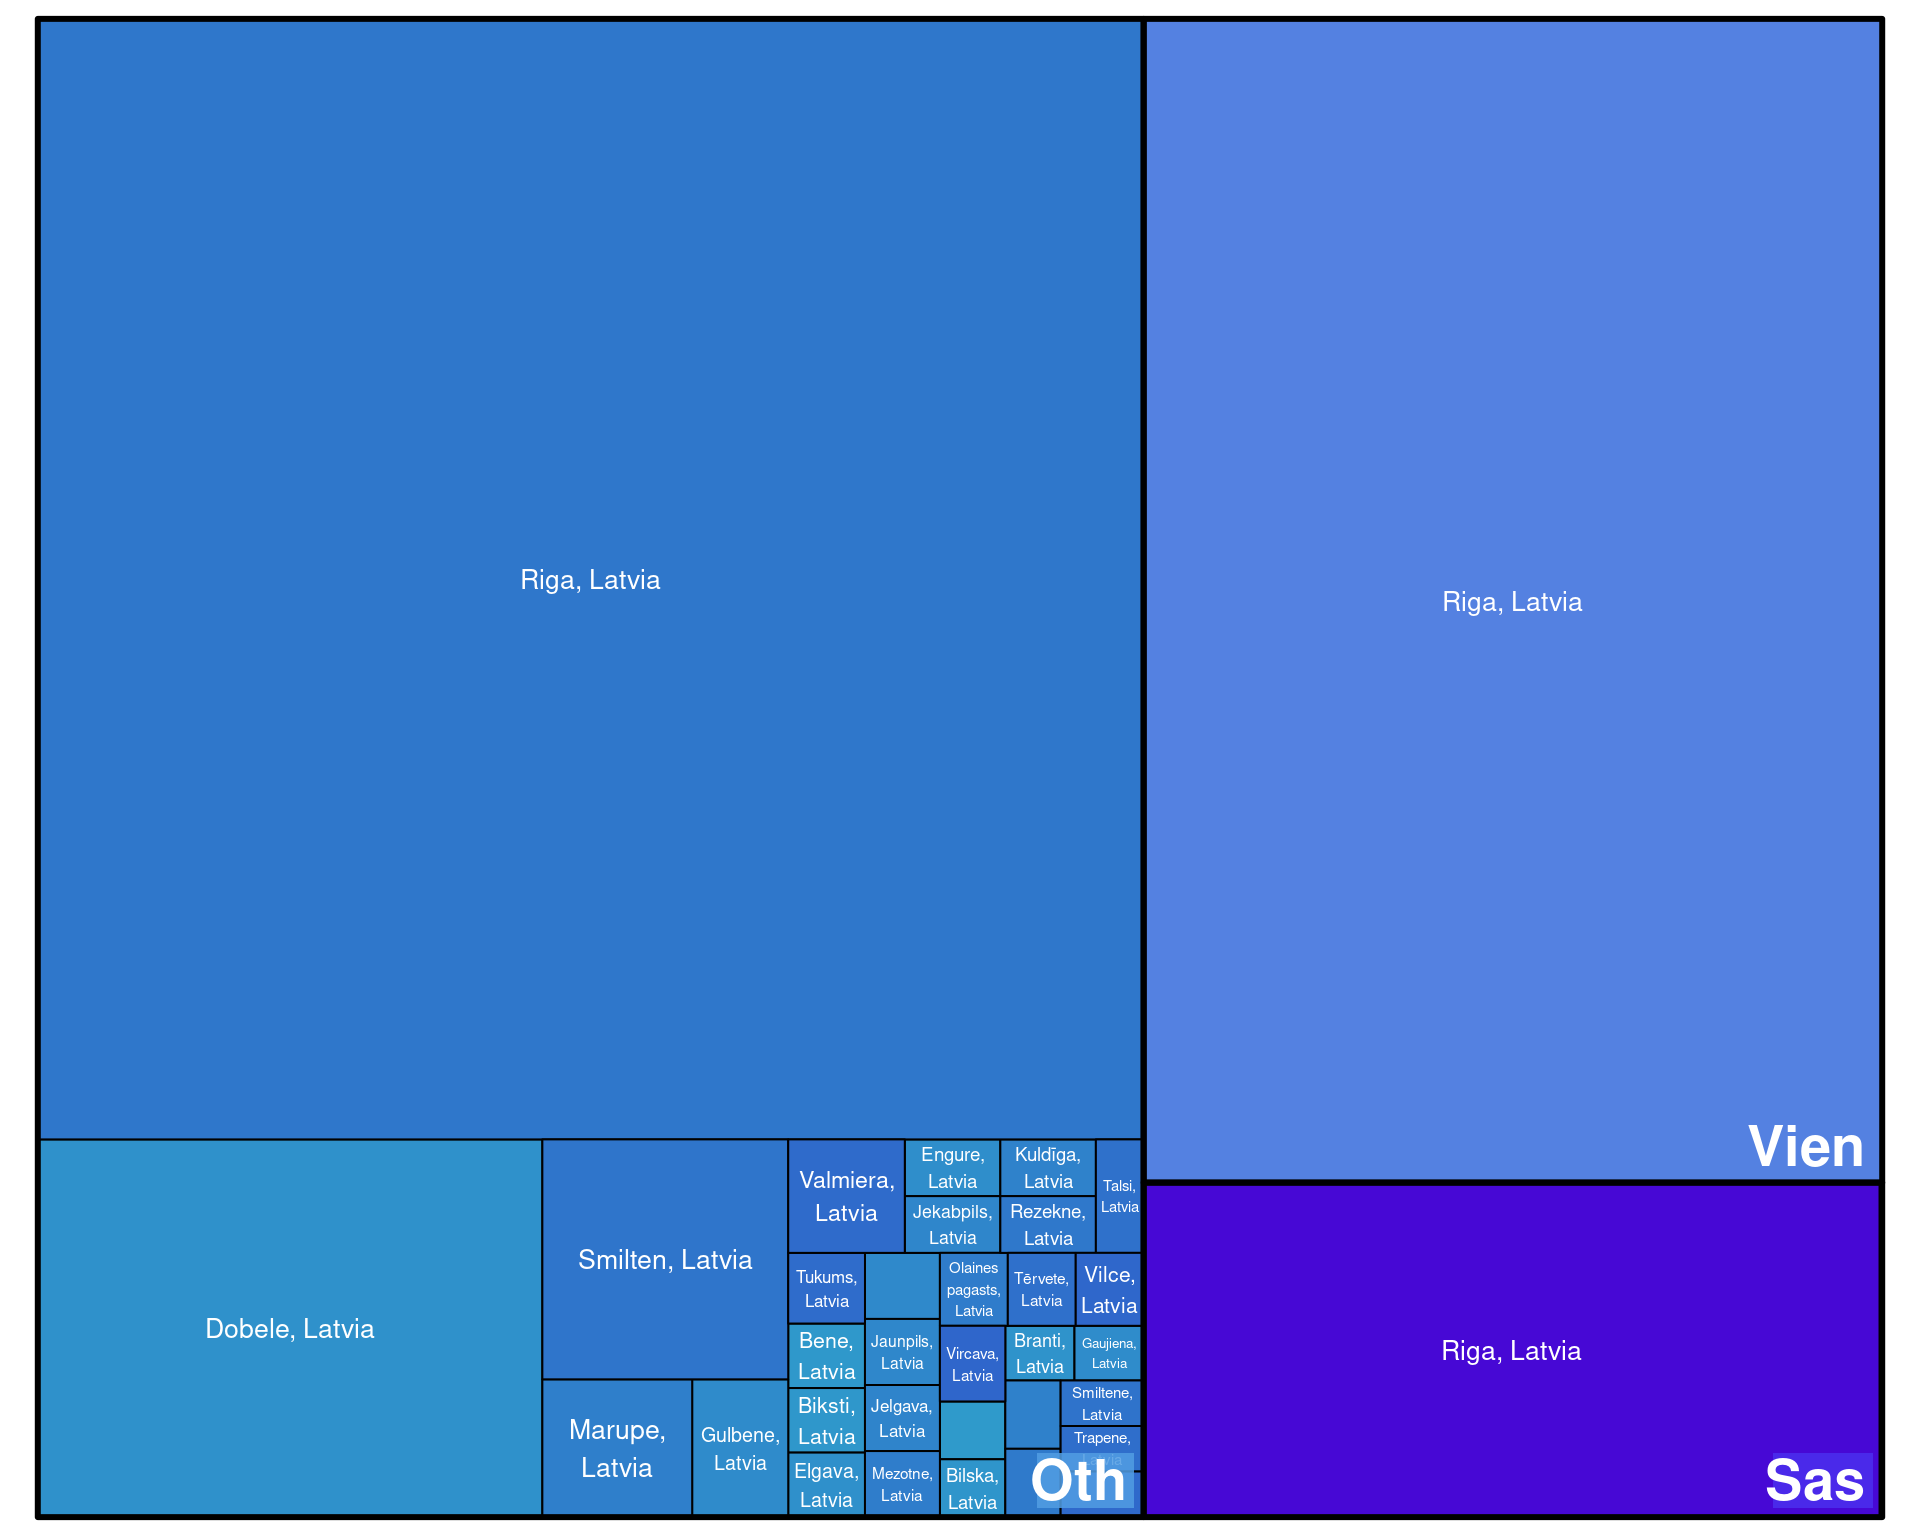 Riga, Latvia
Dobele, Latvia
Smilten, Latvia
Marupe,
Latvia
Gulbene,
Latvia
Valmiera,
Latvia
Engure,
Latvia
Kuldīga,
Latvia
Talsi,
Latvia
Jekabpils,
Latvia
Rezekne,
Latvia
Tukums,
Latvia
Bene,
Latvia
Biksti,
Latvia
Elgava,
Latvia
Jaunpils,
Latvia
Jelgava,
Latvia
Mezotne,
Latvia
Olaines
pagasts,
Latvia
Tērvete,
Latvia
Vilce,
Latvia
Vircava,
Latvia
Branti,
Latvia
Gaujiena,
Latvia
Smiltene,
Latvia
Trapene,
Latvia
Bilska,
Latvia
Oth
Riga, Latvia
Vien
Riga, Latvia
Sas